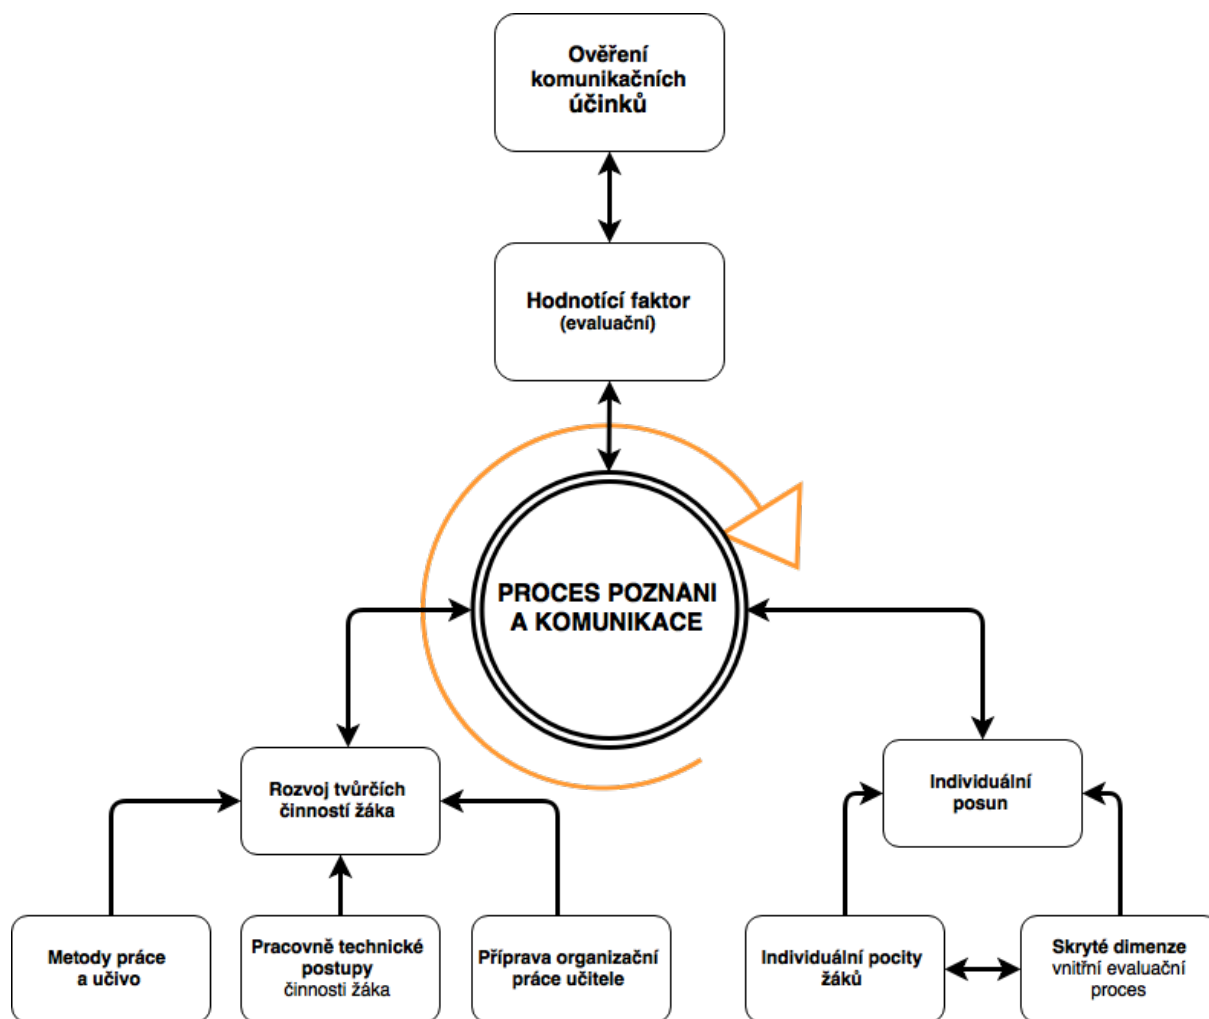 Ověření
komunikačních
účinků
Hodnotící faktor
(evaluační)
PROCES POZNANI
A KOMUNIKACE
Rozvoj tvůrčích
činností žáka
Individuální
posun
Metody práce
a učivo
Pracovně technické
postupy
činnosti žáka
Příprava organizační
práce učitele
Individuální pocity
žáků
Skryté dimenze
vnitřní evaluační
proces